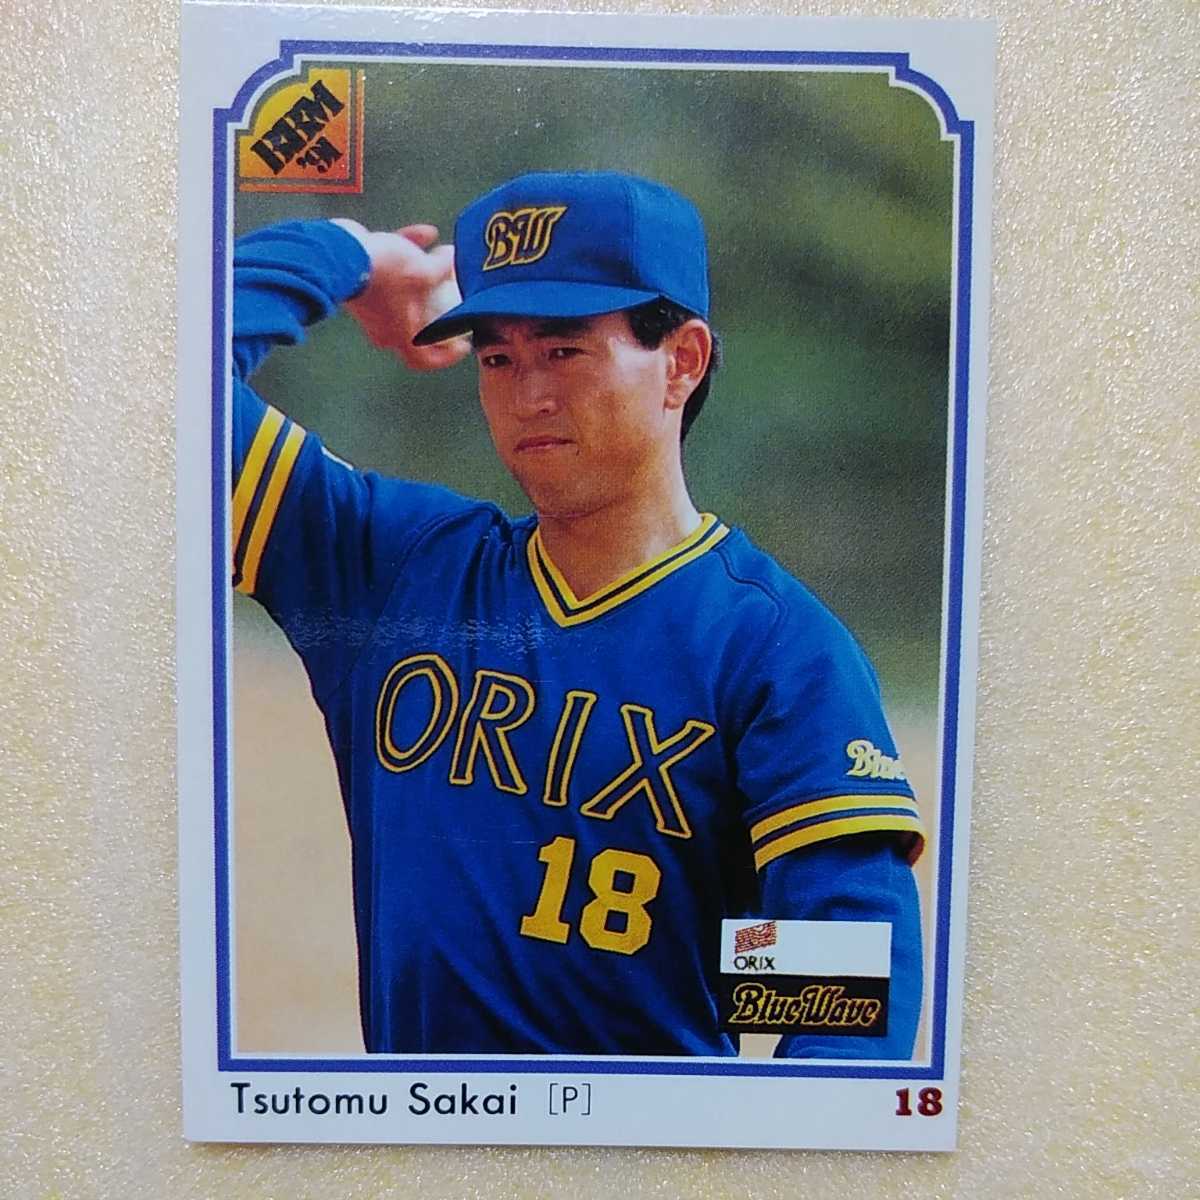 BBM
'91
BW
ORIX
18
Blue
ORIX
BlueWave
Tsutomu Sakai [P] 18